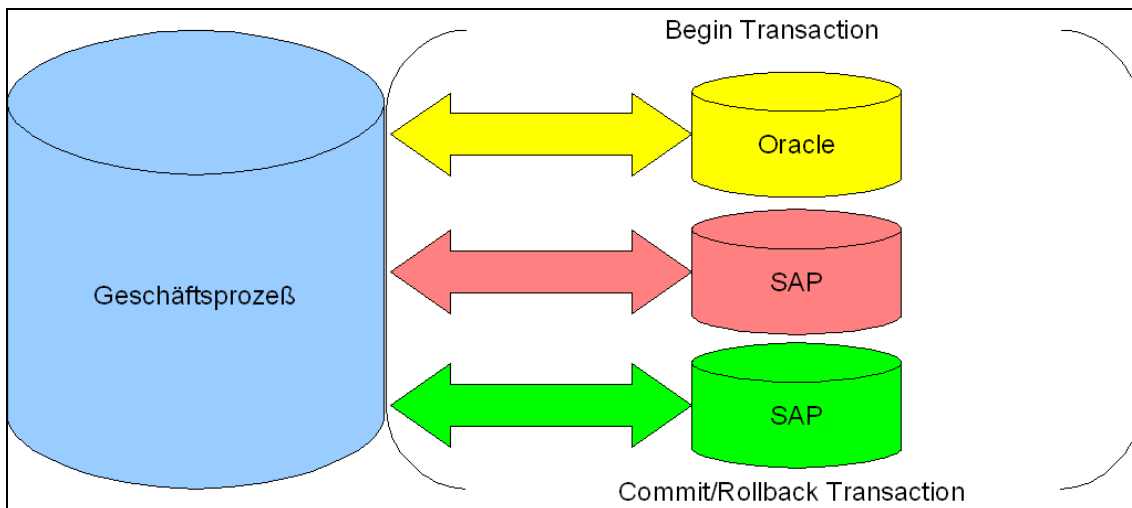 Begin Transaction
Oracle
Geschäftsprozeß
SAP
SAP
Commit/Rollback Transaction